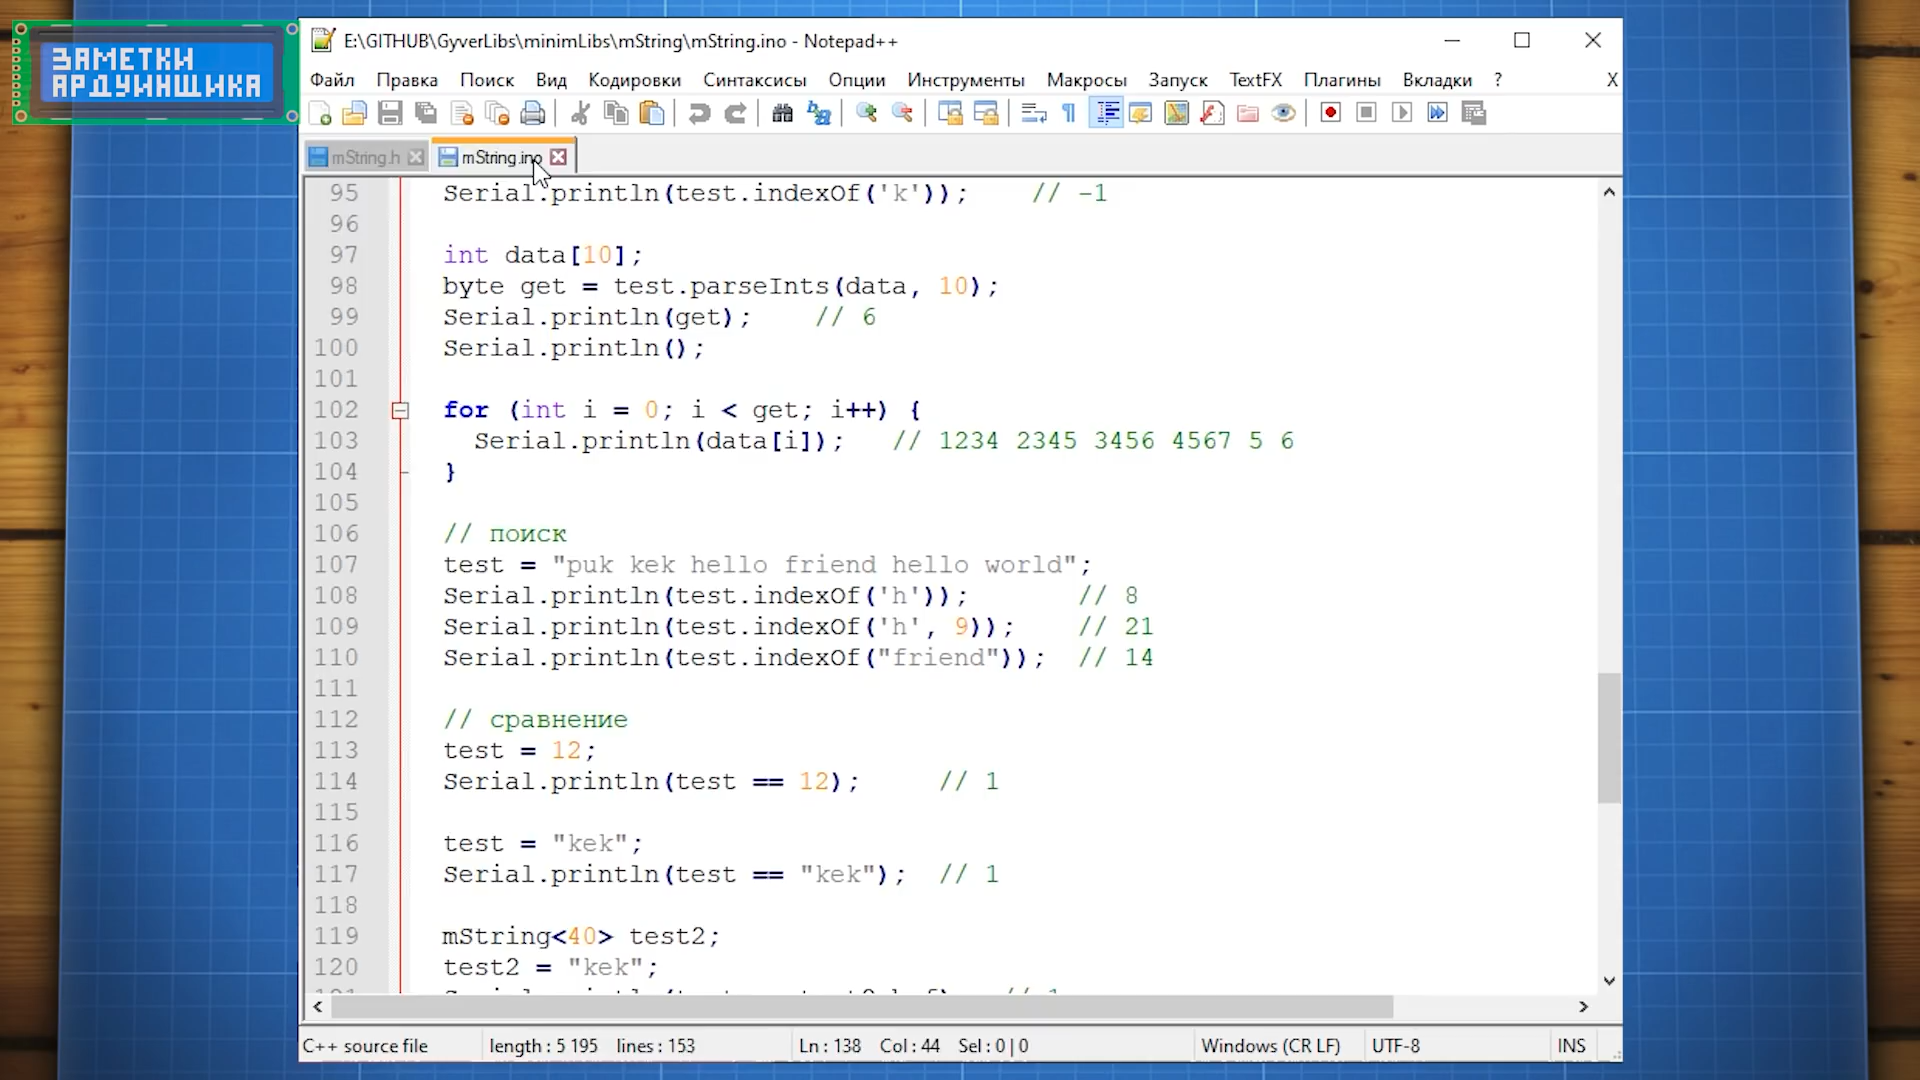 ЗАМЕТКИ
АРДУИНЩИКА
E:\GITHUB\GyverLibs\minimLibs\mString\mString.ino - Notepad++
Файл Правка Поиск Вид Кодировки Синтаксисы Опции Инструменты Макросы Запуск TextFX Плагины Вкладки ? X
mString.h mString.ino
95 Serial.println(test.indexOf('k')); // -1
96
97 int data[10];
98 byte get = test.parseInts(data, 10);
99 Serial.println(get); // 6
100 Serial.println();
101
102 for (int i = 0; i < get; i++) {
103 Serial.println(data[i]); // 1234 2345 3456 4567 5 6
104 }
105
106 // поиск
107 test = "puk kek hello friend hello world";
108 Serial.println(test.indexOf('h')); // 8
109 Serial.println(test.indexOf('h', 9)); // 21
110 Serial.println(test.indexOf("friend")); // 14
111
112 // сравнение
113 test = 12;
114 Serial.println(test == 12); // 1
115
116 test = "kek";
117 Serial.println(test == "kek"); // 1
118
119 mString<40> test2;
120 test2 = "kek";
C++ source file length : 5 195 lines : 153 Ln : 138 Col : 44 Sel : 0 | 0 Windows (CR LF) UTF-8 INS